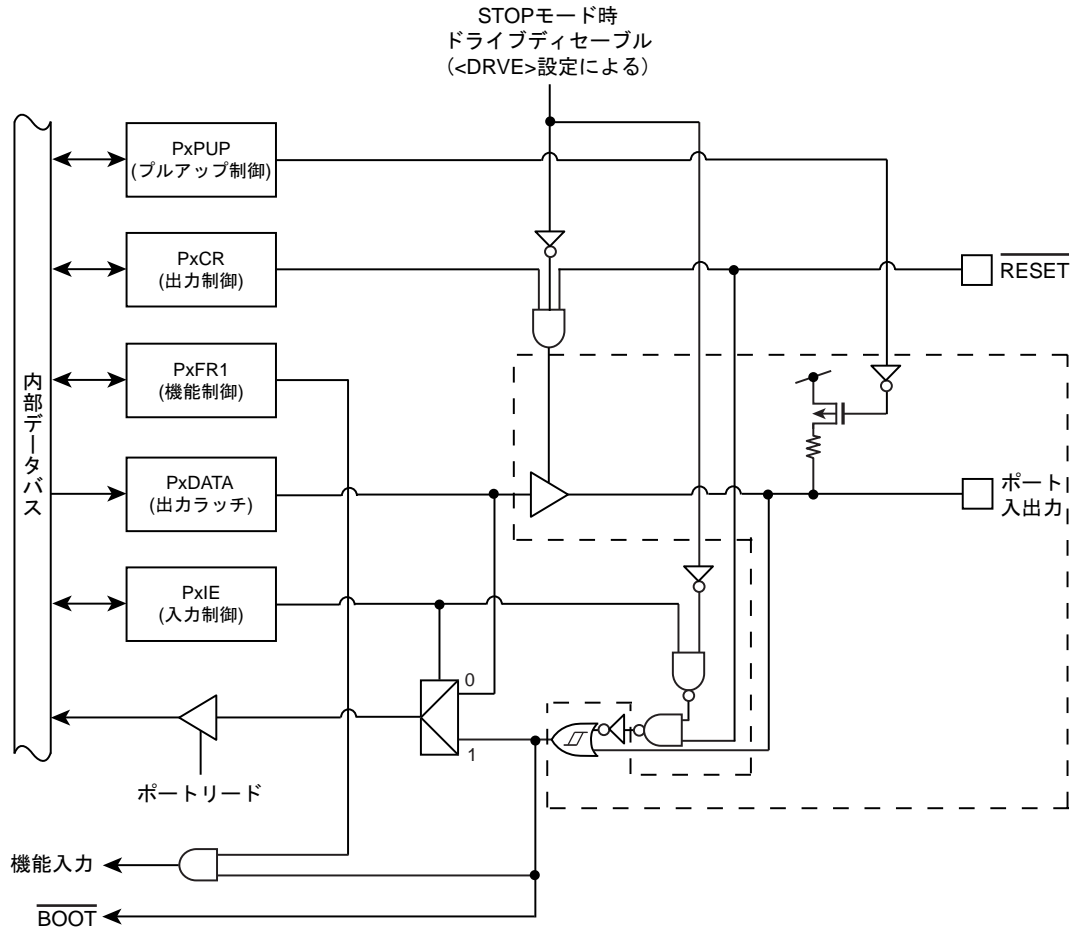 STOPモード時
ドライブディセーブル
(<DRVE>設定による)
内部データバス
PxPUP
(プルアップ制御)
PxCR
(出力制御)
RESET
PxFR1
(機能制御)
PxDATA
(出力ラッチ)
ポート
入出力
PxIE
(入力制御)
0
1
ポートリード
機能入力
BOOT